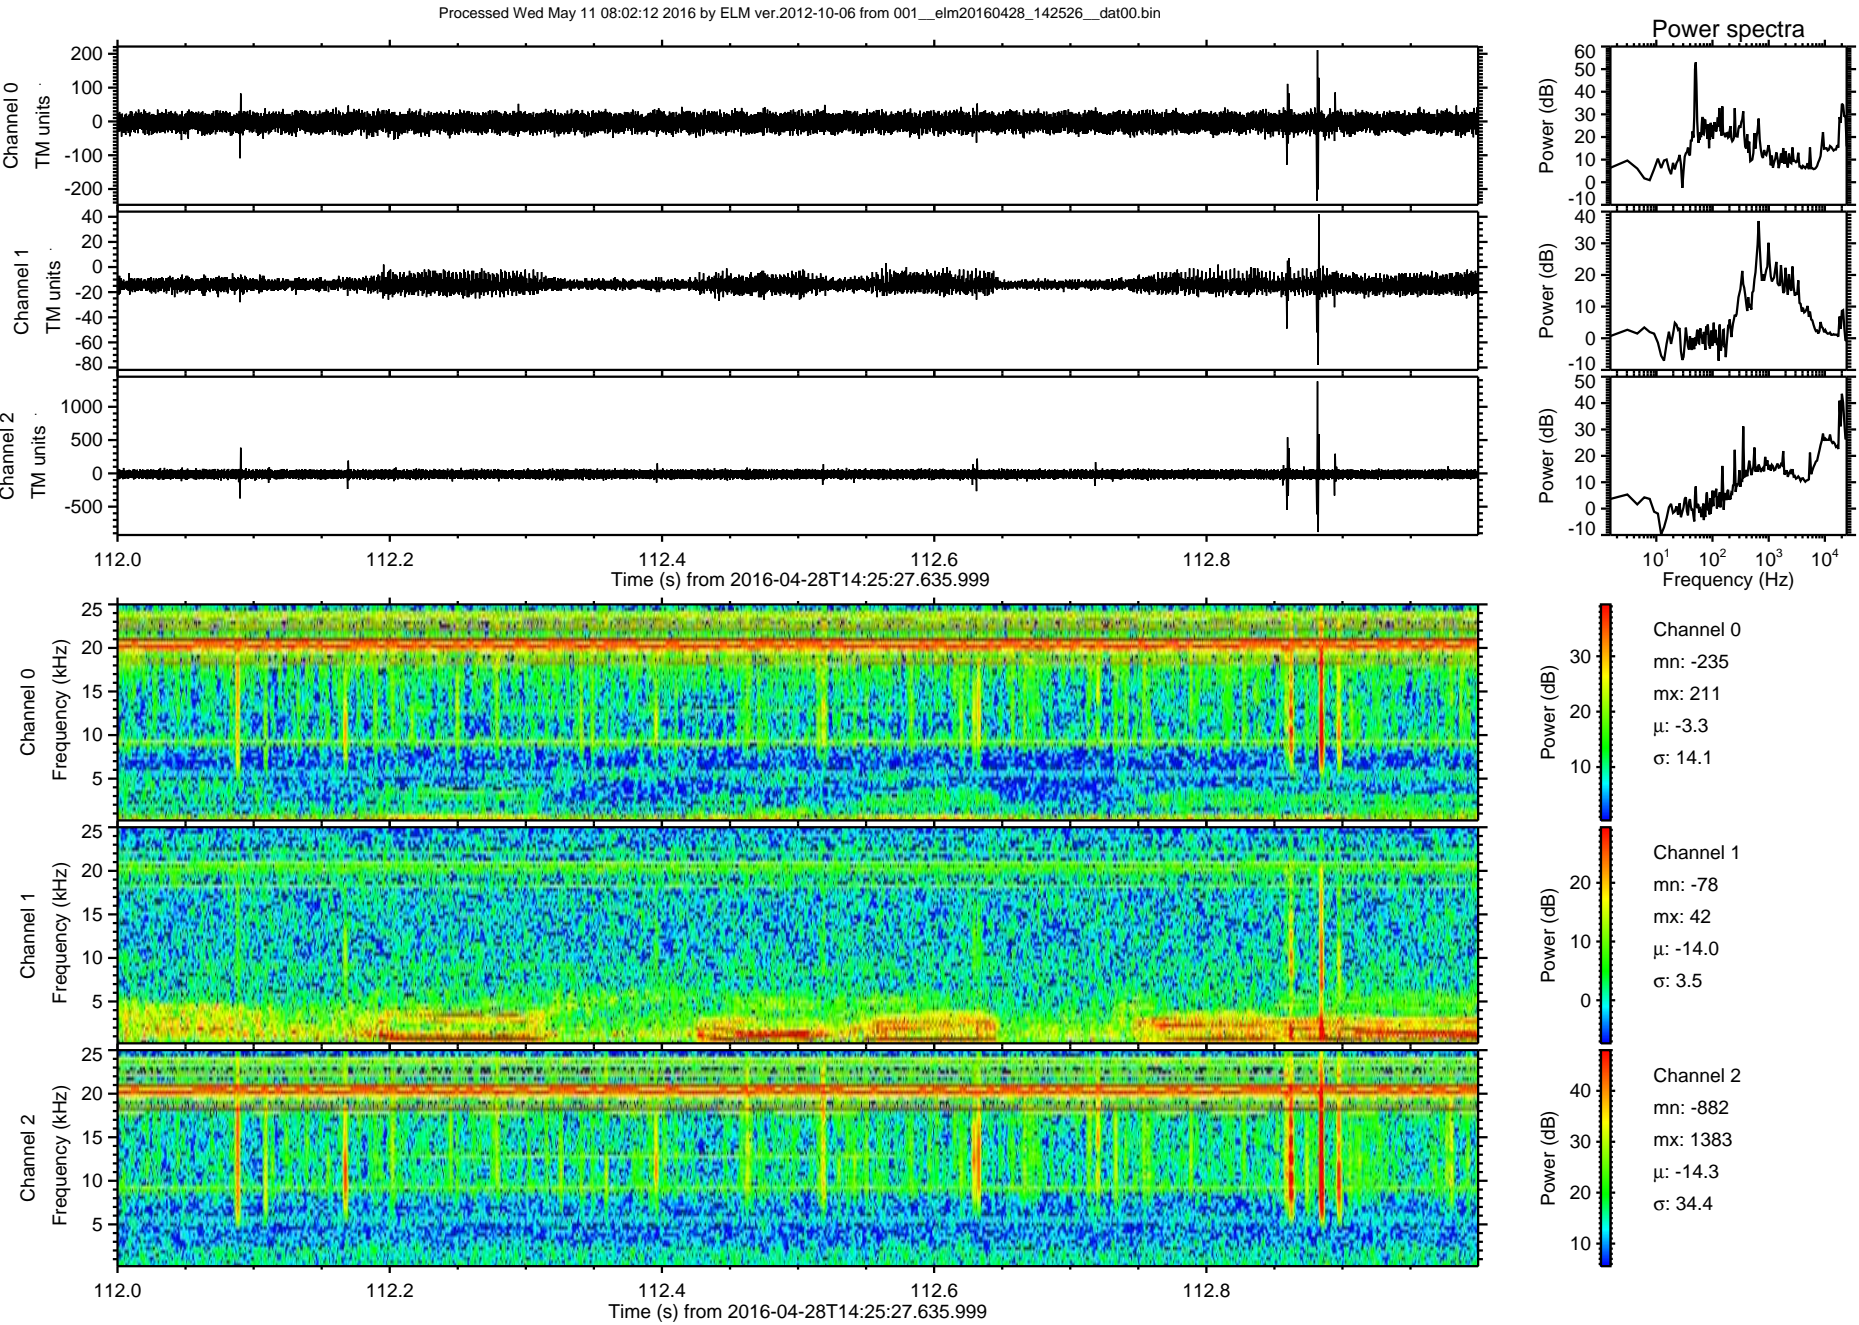 Processed Wed May 11 08:02:12 2016 by ELM ver.2012-10-06 from 001__elm20160428_142526__dat00.bin
Power spectra
Channel 0
TM units
200
100
0
-100
-200
Power (dB)
60
50
40
30
20
10
0
-10
Channel 1
TM units
40
20
0
-20
-40
-60
-80
Power (dB)
40
30
20
10
0
-10
Channel 2
TM units
1000
500
0
-500
Power (dB)
50
40
30
20
10
0
-10
112.0 112.2 112.4 112.6 112.8
Time (s) from 2016-04-28T14:25:27.635.999
10¹ 10² 10³ 10⁴
Frequency (Hz)
Channel 0
Frequency (kHz)
25
20
15
10
5
Power (dB)
30
20
10
Channel 0
mn: -235
mx: 211
μ: -3.3
σ: 14.1
Channel 1
Frequency (kHz)
25
20
15
10
5
Power (dB)
20
10
0
Channel 1
mn: -78
mx: 42
μ: -14.0
σ: 3.5
Channel 2
Frequency (kHz)
25
20
15
10
5
Power (dB)
40
30
20
10
Channel 2
mn: -882
mx: 1383
μ: -14.3
σ: 34.4
112.0 112.2 112.4 112.6 112.8
Time (s) from 2016-04-28T14:25:27.635.999